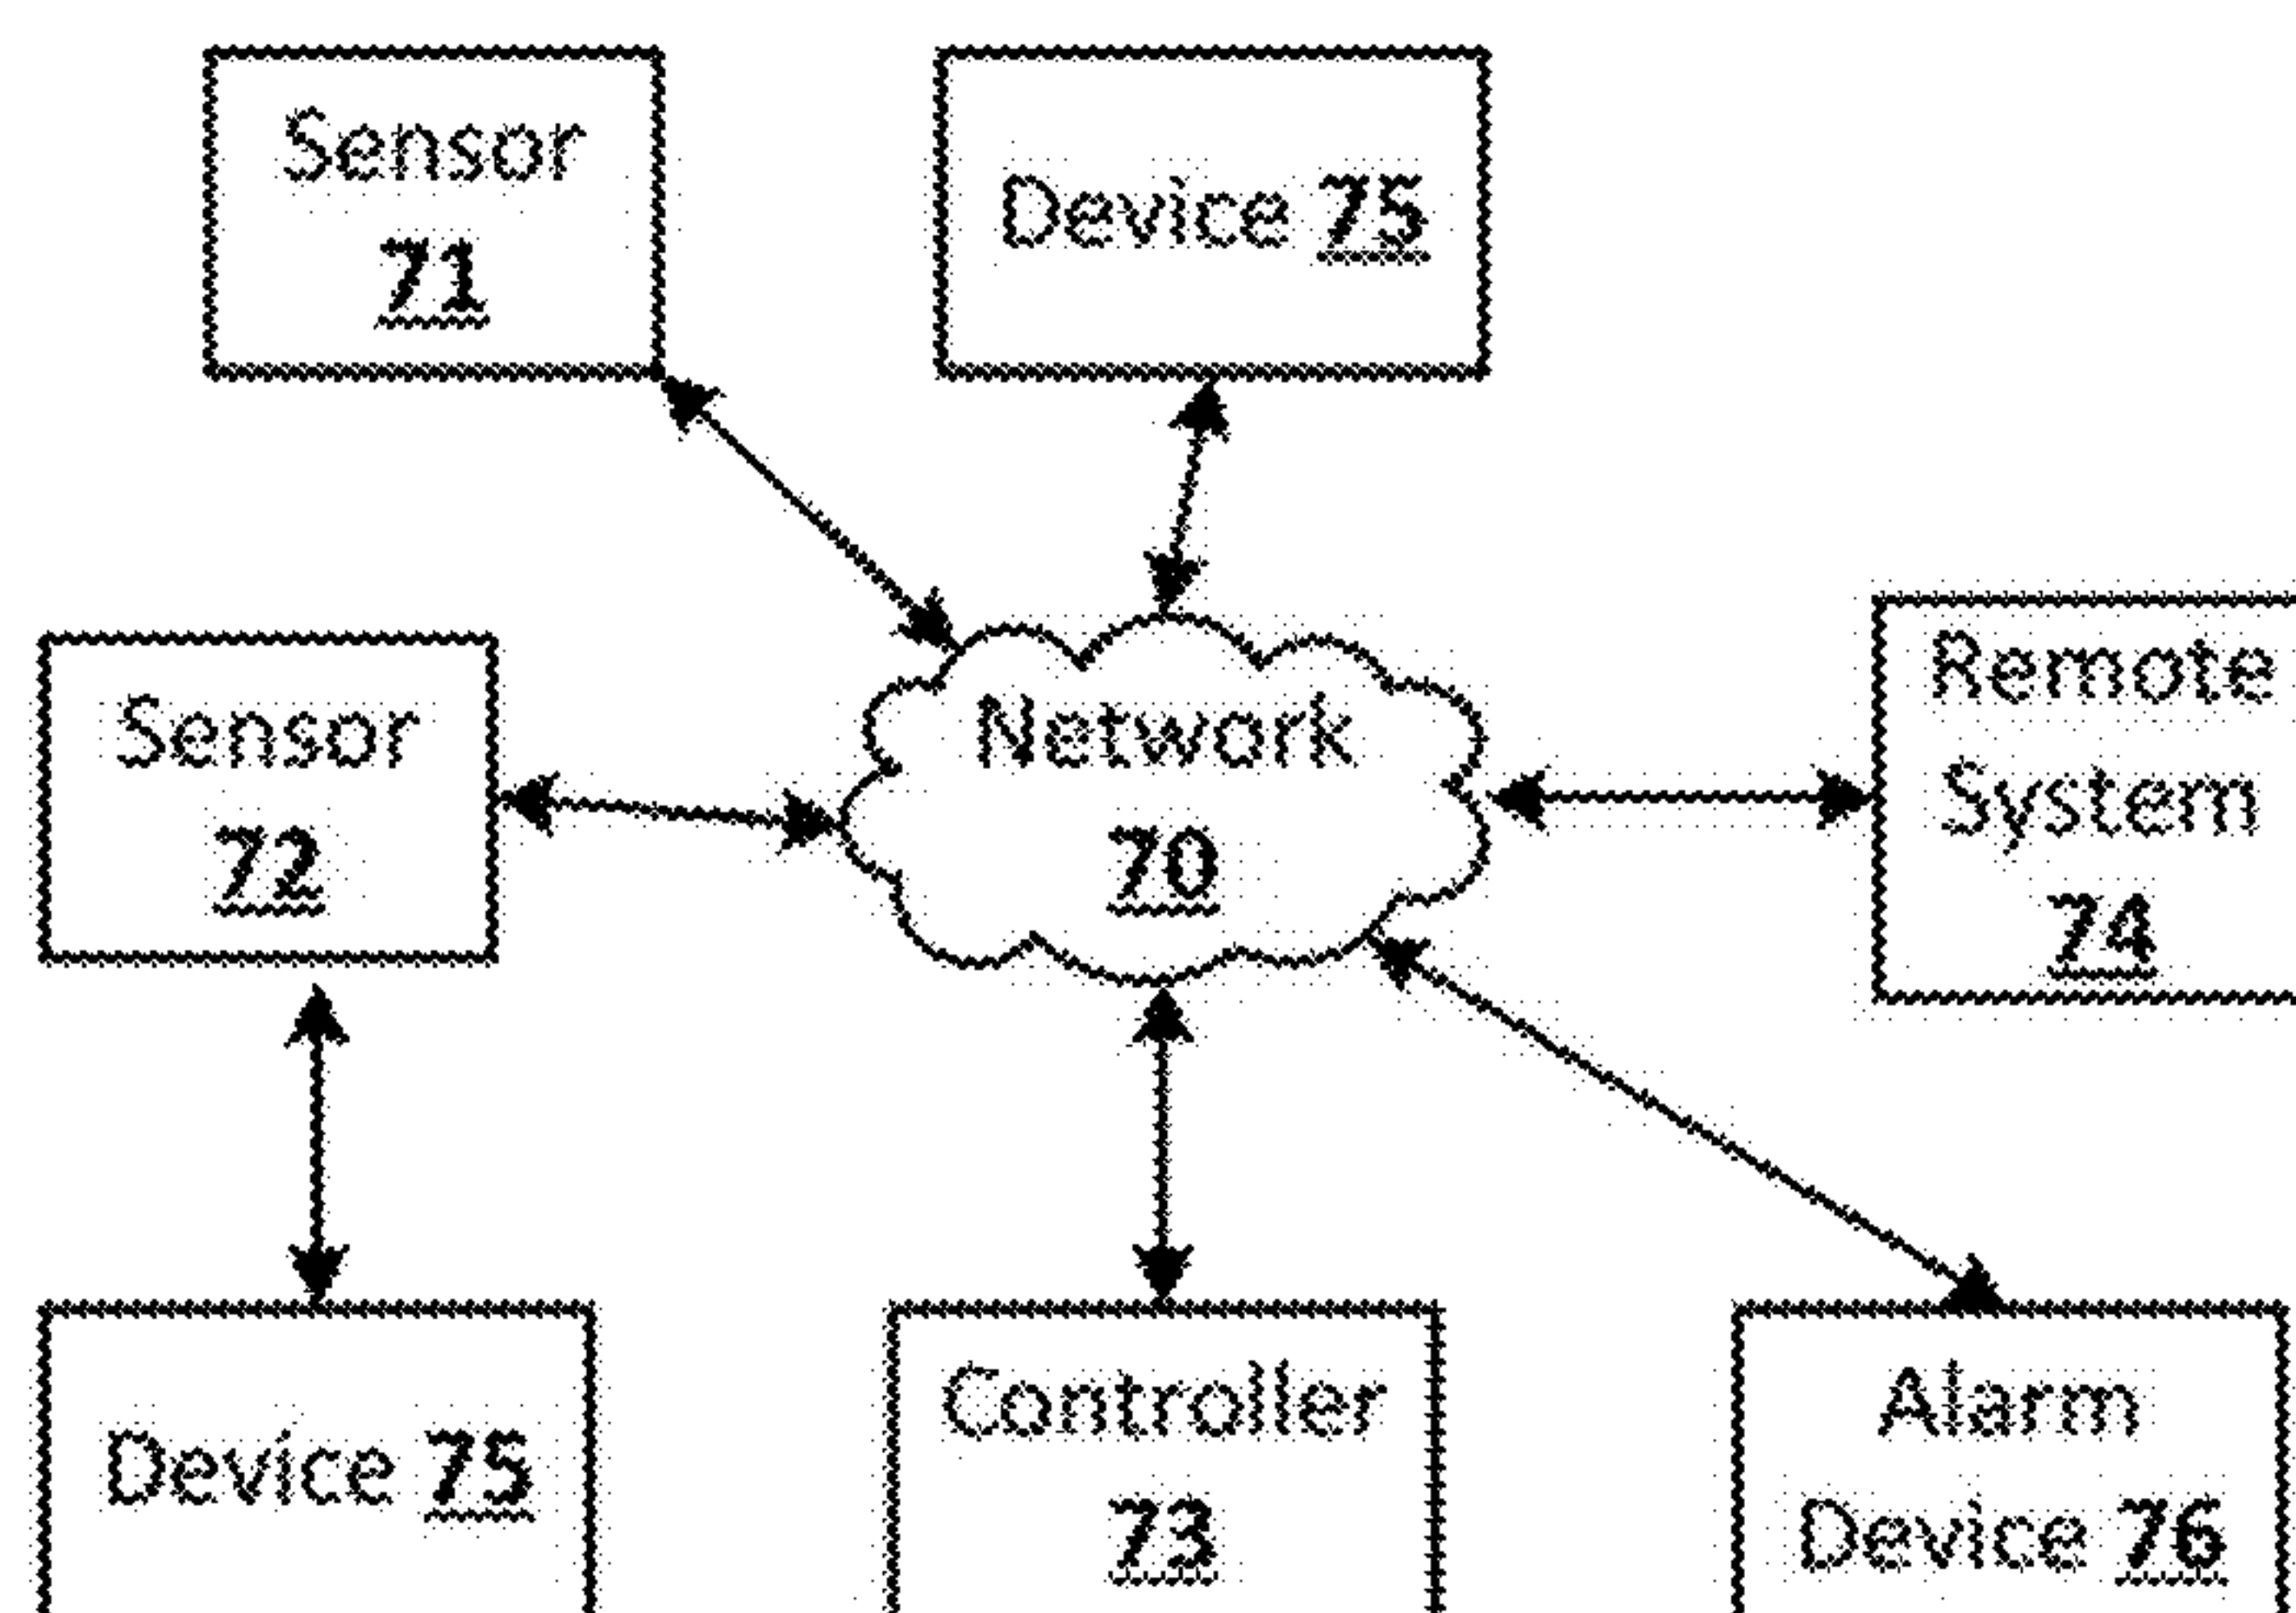 Sensor
71
Device 75
Sensor
72
Network
70
Remote
System
74
Device 75
Controller
73
Alarm
Device 76